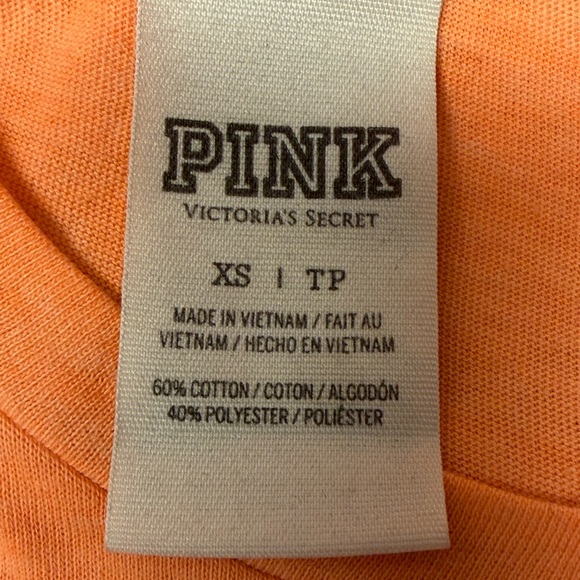 PINK
VICTORIA'S SECRET
XS | TP
MADE IN VIETNAM / FAIT AU
VIETNAM / HECHO EN VIETNAM
60% COTTON / COTON / ALGODÓN
40% POLYESTER / POLIÉSTER